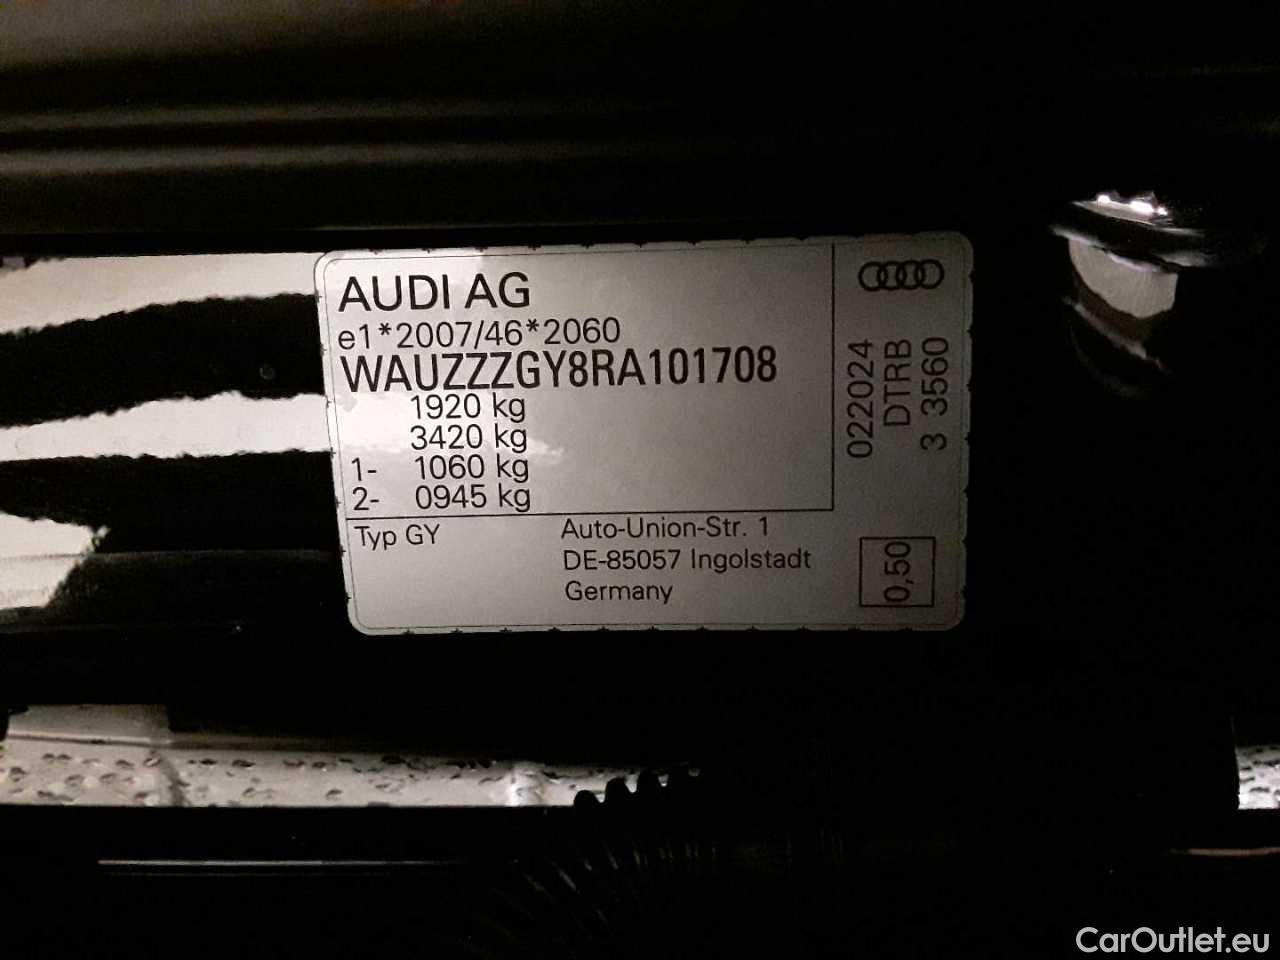 AUDI AG
e1*2007/46*2060
WAUZZZGY8RA101708
1920 kg
3420 kg
1- 1060 kg
2- 0945 kg
Typ GY
Auto-Union-Str. 1
DE-85057 Ingolstadt
Germany
022024
DTRB
3 3560
0,50
CarOutlet.eu